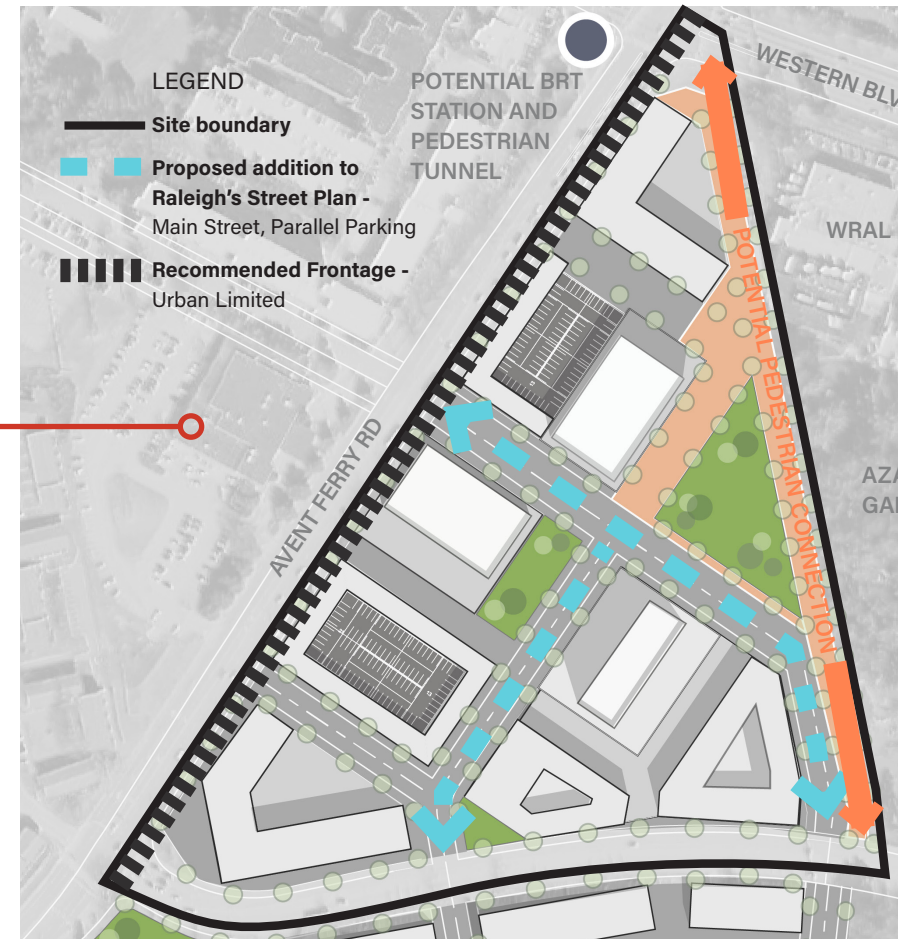 LEGEND
Site boundary
Proposed addition to
Raleigh's Street Plan -
Main Street, Parallel Parking
Recommended Frontage -
Urban Limited
POTENTIAL BRT
STATION AND
PEDESTRIAN
TUNNEL
WESTERN BLV
WRAL
POTENTIAL PEDESTRIAN CONNECTION
AVENT FERRY RD
AZA
GAR